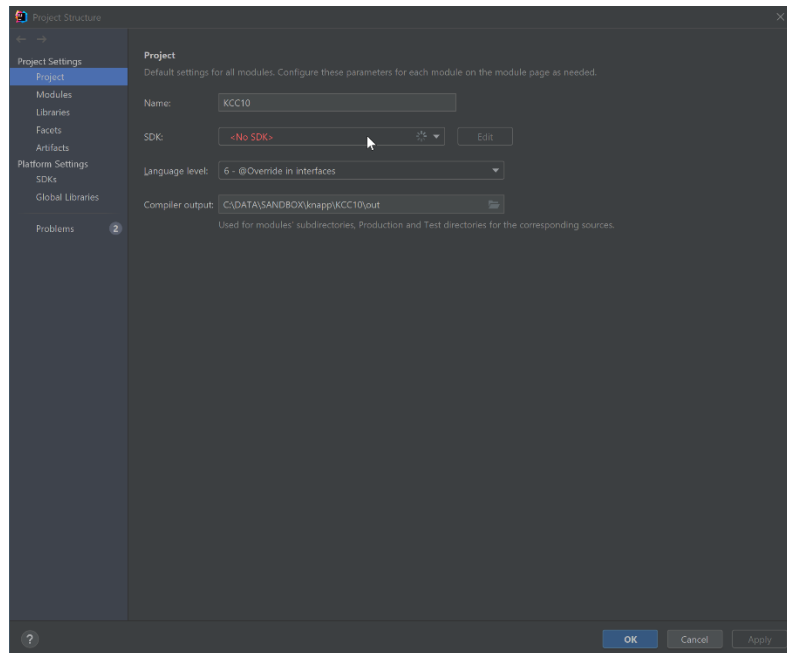 Project Structure
Project Settings
Project
Modules
Libraries
Facets
Artifacts
Platform Settings
SDKs
Global Libraries
Problems 2
Project
Default settings for all modules. Configure these parameters for each module on the module page as needed.
Name: KCC10
SDK: <No SDK> Edit
Language level: 6 - @Override in interfaces
Compiler output: C:\DATA\SANDBOX\knapp\KCC10\out
Used for modules' subdirectories, Production and Test directories for the corresponding sources.
? OK Cancel Apply